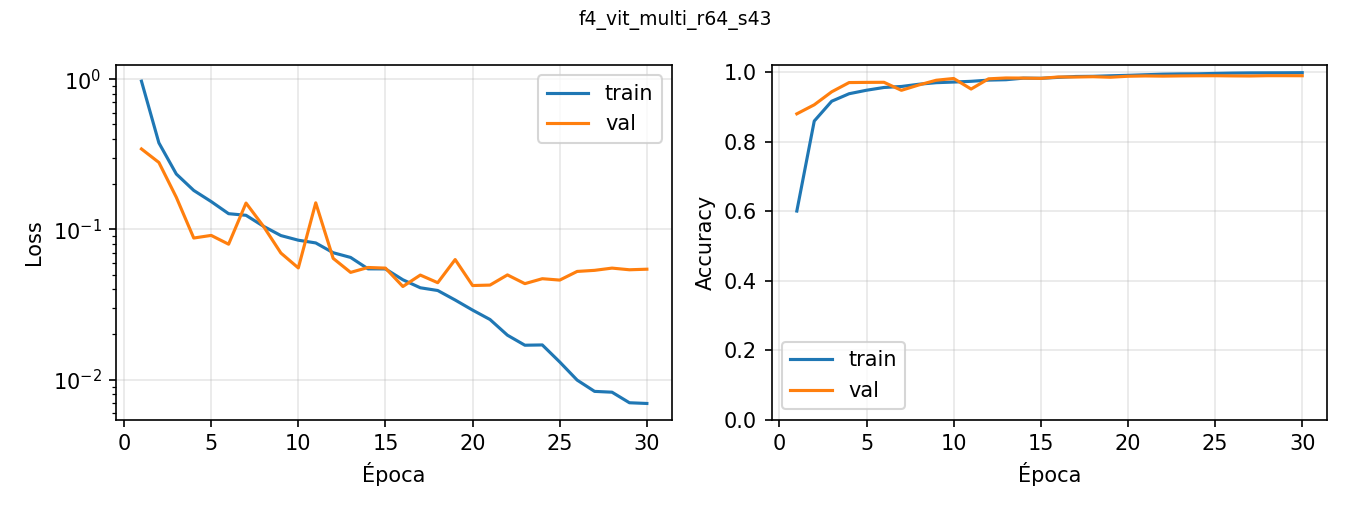 f4_vit_multi_r64_s43
Loss
10⁰
10⁻¹
10⁻²
train
val
0 5 10 15 20 25 30
Época
Accuracy
1.0
0.8
0.6
0.4
0.2
0.0
train
val
0 5 10 15 20 25 30
Época